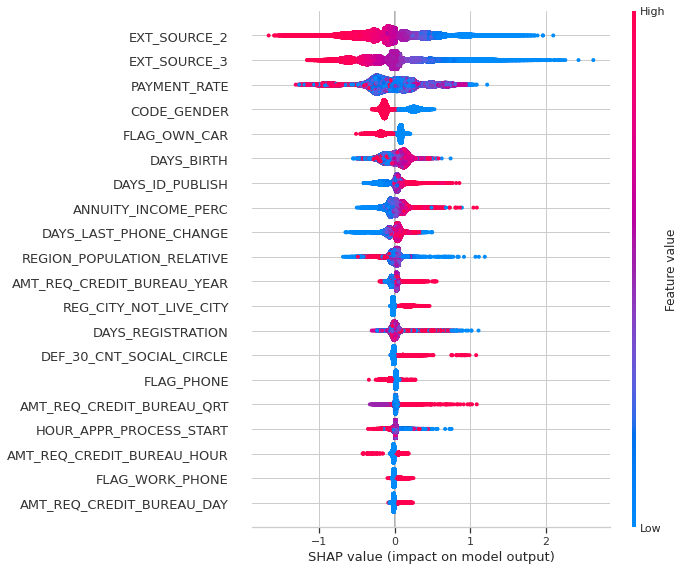 High
EXT_SOURCE_2
EXT_SOURCE_3
PAYMENT_RATE
CODE_GENDER
FLAG_OWN_CAR
DAYS_BIRTH
DAYS_ID_PUBLISH
ANNUITY_INCOME_PERC
DAYS_LAST_PHONE_CHANGE
REGION_POPULATION_RELATIVE
AMT_REQ_CREDIT_BUREAU_YEAR
REG_CITY_NOT_LIVE_CITY
DAYS_REGISTRATION
DEF_30_CNT_SOCIAL_CIRCLE
FLAG_PHONE
AMT_REQ_CREDIT_BUREAU_QRT
HOUR_APPR_PROCESS_START
AMT_REQ_CREDIT_BUREAU_HOUR
FLAG_WORK_PHONE
AMT_REQ_CREDIT_BUREAU_DAY
Feature value
Low
−1 0 1 2
SHAP value (impact on model output)